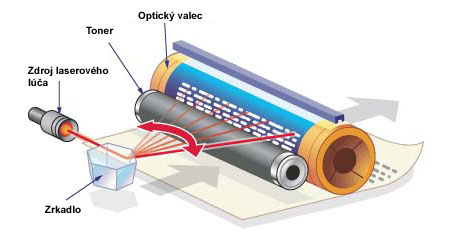 Optický valec
Toner
Zdroj laserového
lúča
Zrkadlo